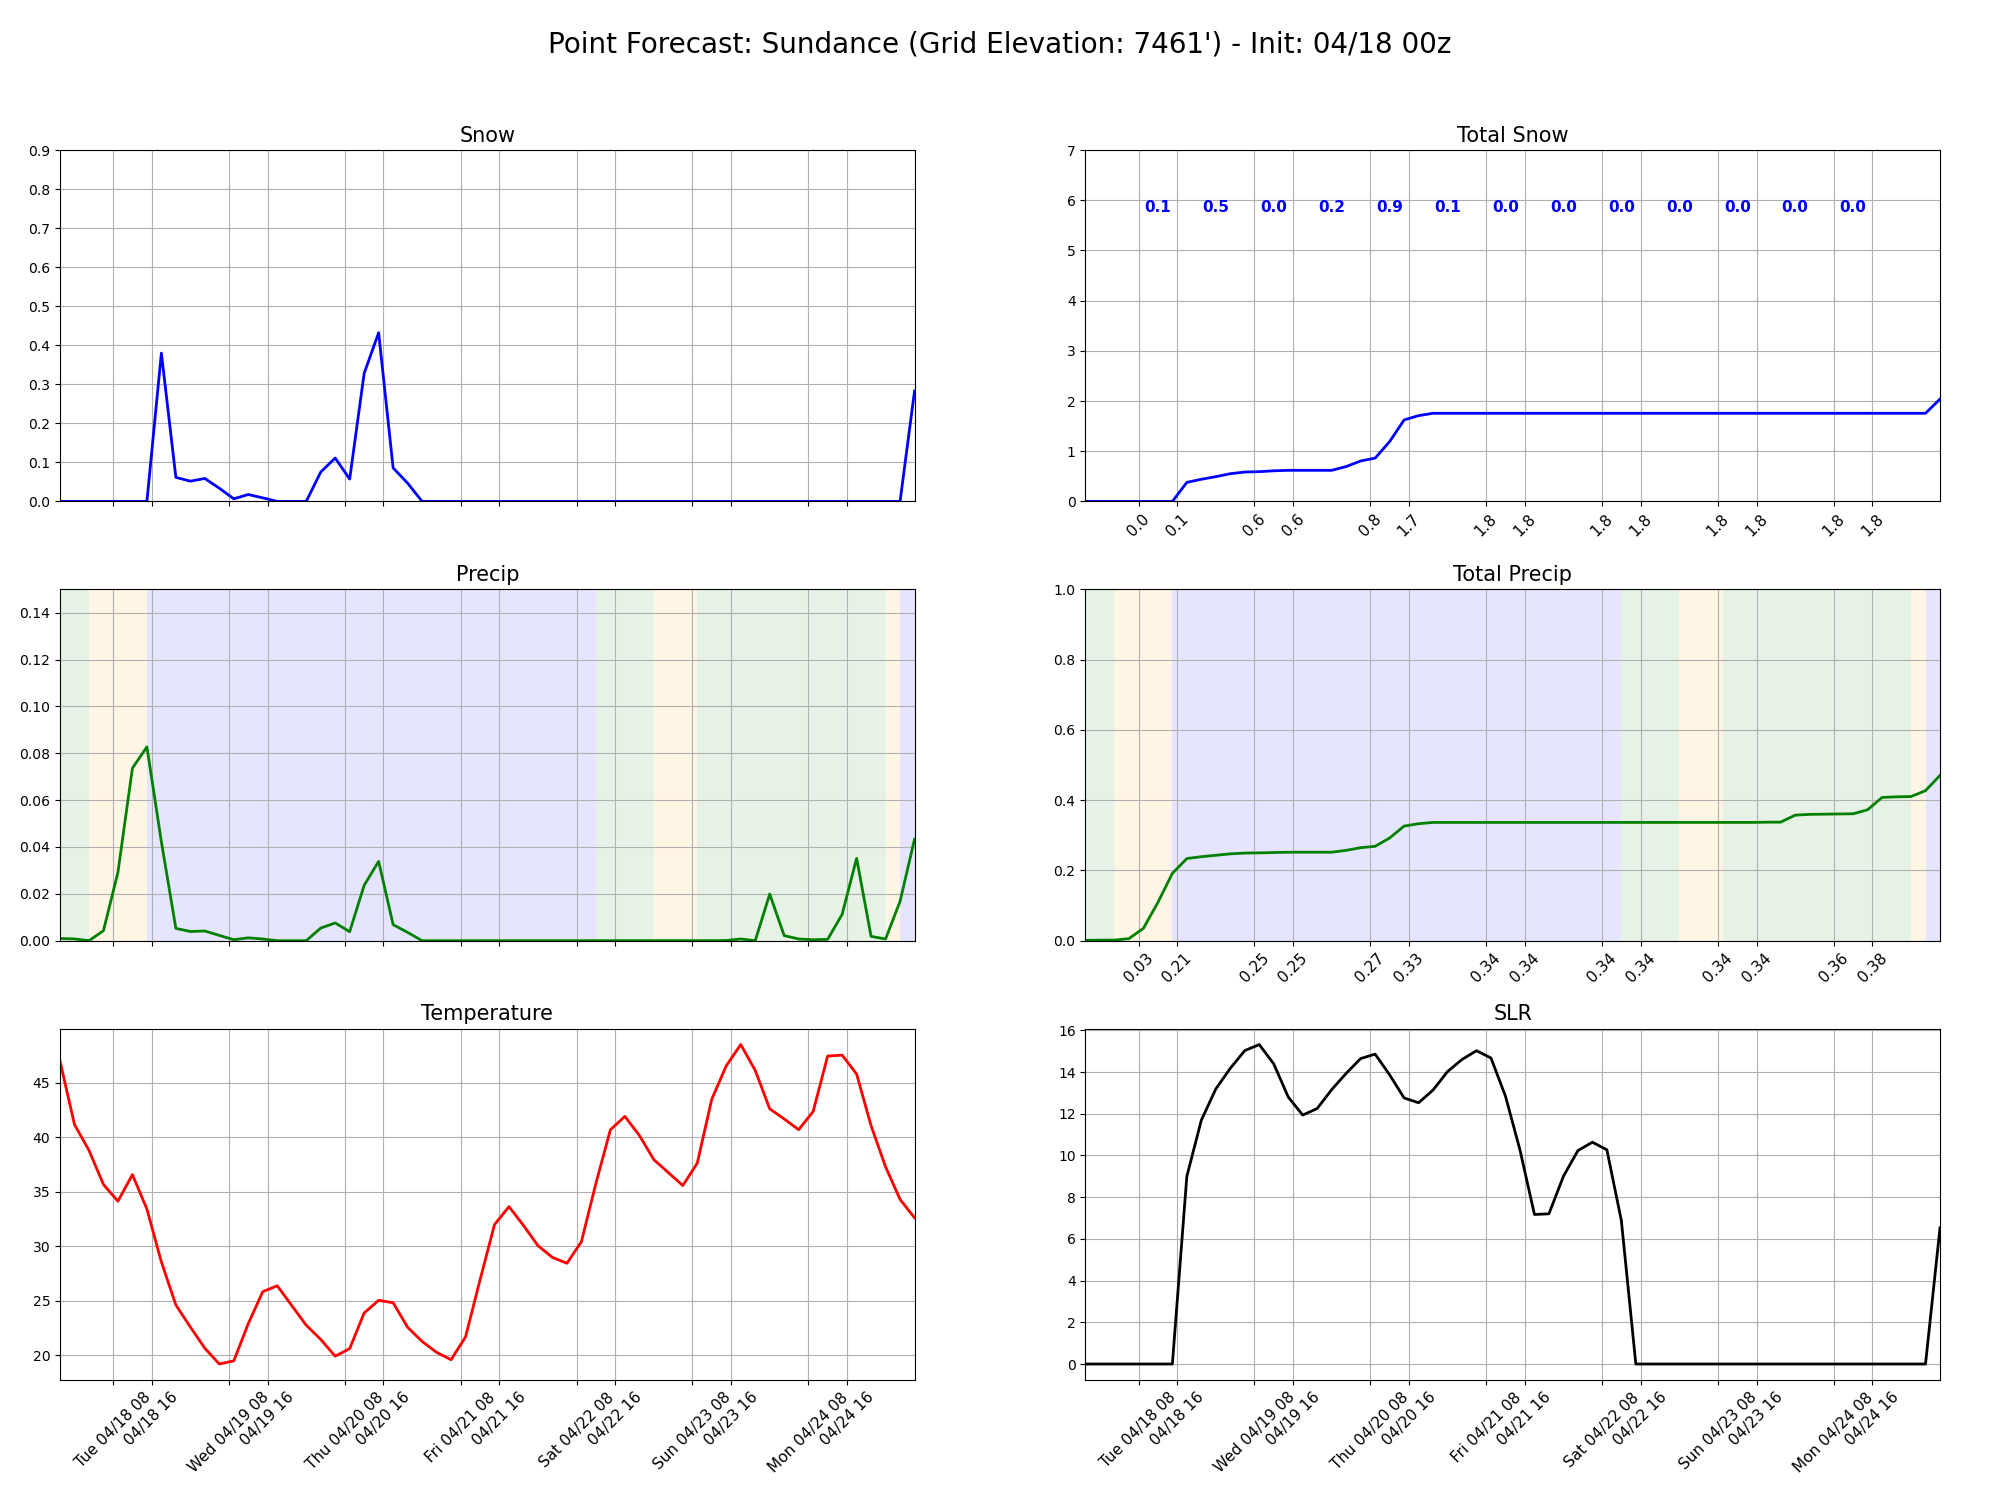 Point Forecast: Sundance (Grid Elevation: 7461') - Init: 04/18 00z
Snow
0.9
0.8
0.7
0.6
0.5
0.4
0.3
0.2
0.1
0.0
Total Snow
7
6
5
4
3
2
1
0
0.1 0.5 0.0 0.2 0.9 0.1 0.0 0.0 0.0 0.0 0.0 0.0 0.0
0.0 0.1 0.6 0.6 0.8 1.7 1.8 1.8 1.8 1.8 1.8 1.8 1.8 1.8
Precip
0.14
0.12
0.10
0.08
0.06
0.04
0.02
0.00
Total Precip
1.0
0.8
0.6
0.4
0.2
0.0
0.03 0.21 0.25 0.25 0.27 0.33 0.34 0.34 0.34 0.34 0.34 0.34 0.36 0.38
Temperature
45
40
35
30
25
20
Tue 04/18 08
04/18 16
Wed 04/19 08
04/19 16
Thu 04/20 08
04/20 16
Fri 04/21 08
04/21 16
Sat 04/22 08
04/22 16
Sun 04/23 08
04/23 16
Mon 04/24 08
04/24 16
SLR
16
14
12
10
8
6
4
2
0
Tue 04/18 08
04/18 16
Wed 04/19 08
04/19 16
Thu 04/20 08
04/20 16
Fri 04/21 08
04/21 16
Sat 04/22 08
04/22 16
Sun 04/23 08
04/23 16
Mon 04/24 08
04/24 16